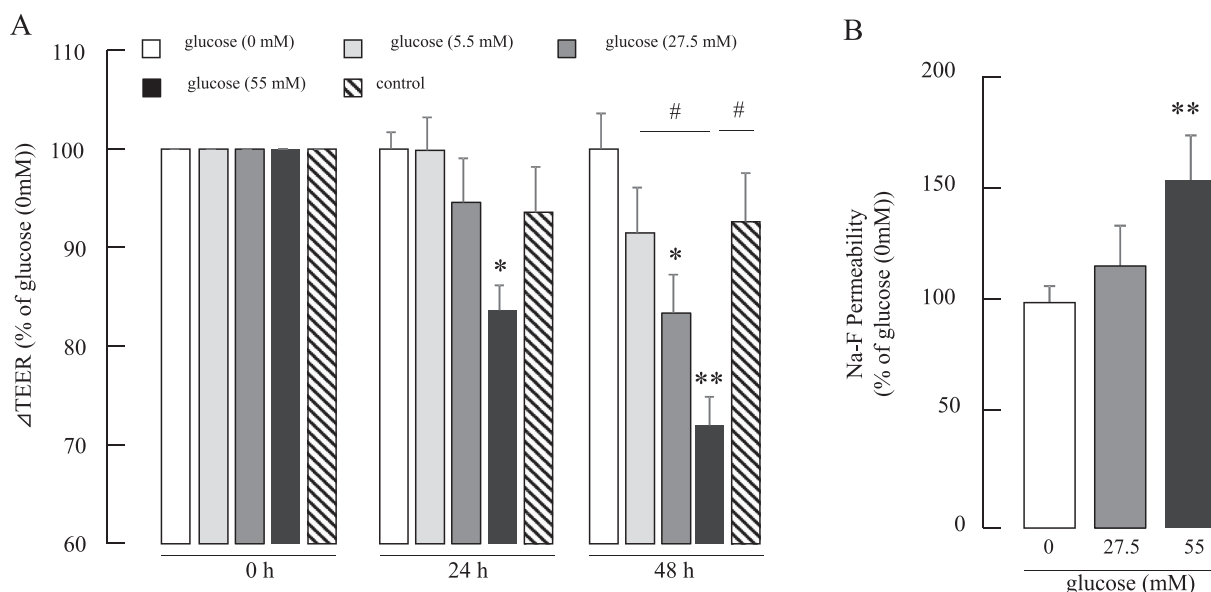 A
glucose (0 mM)
glucose (5.5 mM)
glucose (27.5 mM)
glucose (55 mM)
control
ΔTEER (% of glucose (0mM))
110
100
90
80
70
60
*
#
#
*
**
0 h
24 h
48 h
B
Na-F Permeability
(% of glucose (0mM))
200
150
100
50
0
**
0
27.5
55
glucose (mM)